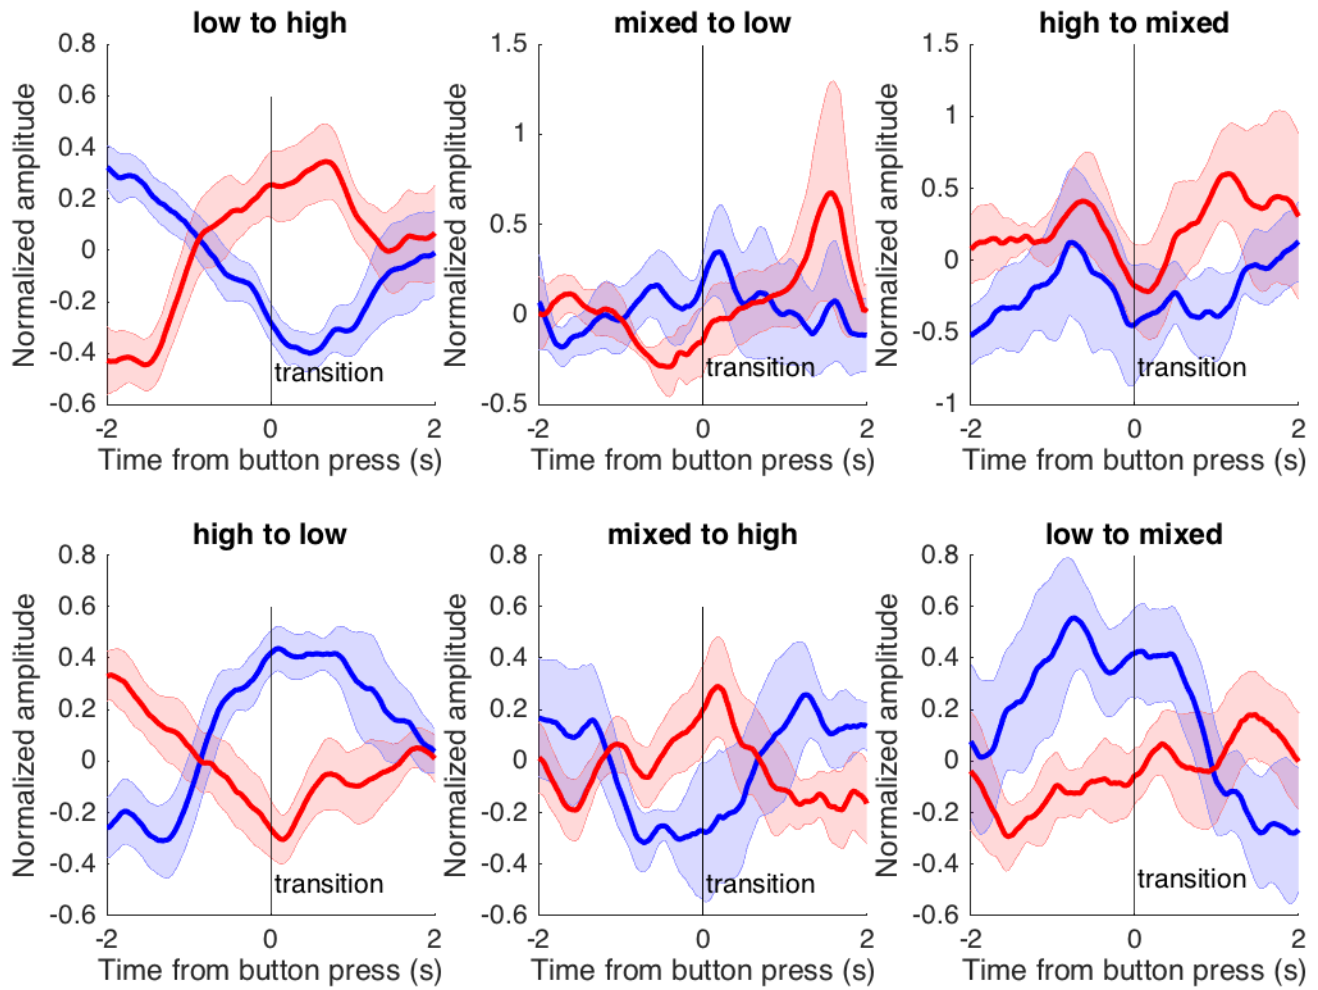 low to high
mixed to low
high to mixed
0.8
0.6
0.4
0.2
0
-0.2
-0.4
-0.6
Normalized amplitude
transition
-2 0 2
Time from button press (s)
1.5
1
0.5
0
-0.5
Normalized amplitude
transition
-2 0 2
Time from button press (s)
1.5
1
0.5
0
-0.5
-1
Normalized amplitude
transition
-2 0 2
Time from button press (s)
high to low
mixed to high
low to mixed
0.8
0.6
0.4
0.2
0
-0.2
-0.4
-0.6
Normalized amplitude
transition
-2 0 2
Time from button press (s)
0.8
0.6
0.4
0.2
0
-0.2
-0.4
-0.6
Normalized amplitude
transition
-2 0 2
Time from button press (s)
0.8
0.6
0.4
0.2
0
-0.2
-0.4
-0.6
Normalized amplitude
transition
-2 0 2
Time from button press (s)